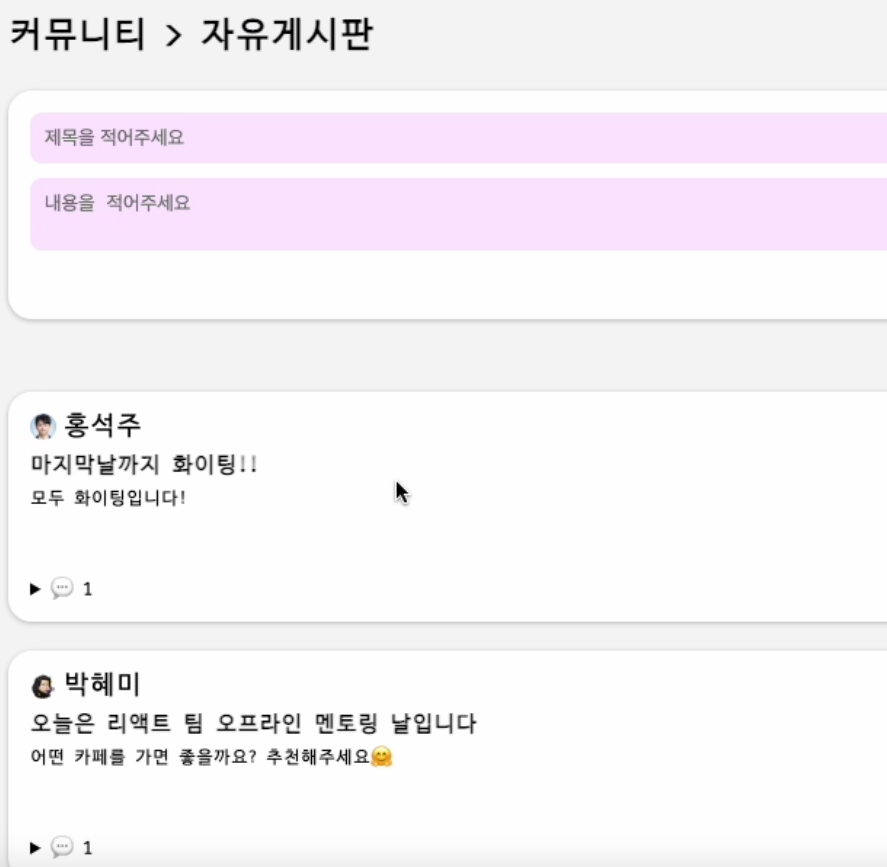 커뮤니티 > 자유게시판
제목을 적어주세요
내용을 적어주세요
홍석주
마지막날까지 화이팅!!
모두 화이팅입니다!
▶ 💬 1
박혜미
오늘은 리액트 팀 오프라인 멘토링 날입니다
어떤 카페를 가면 좋을까요? 추천해주세요🤗
▶ 💬 1